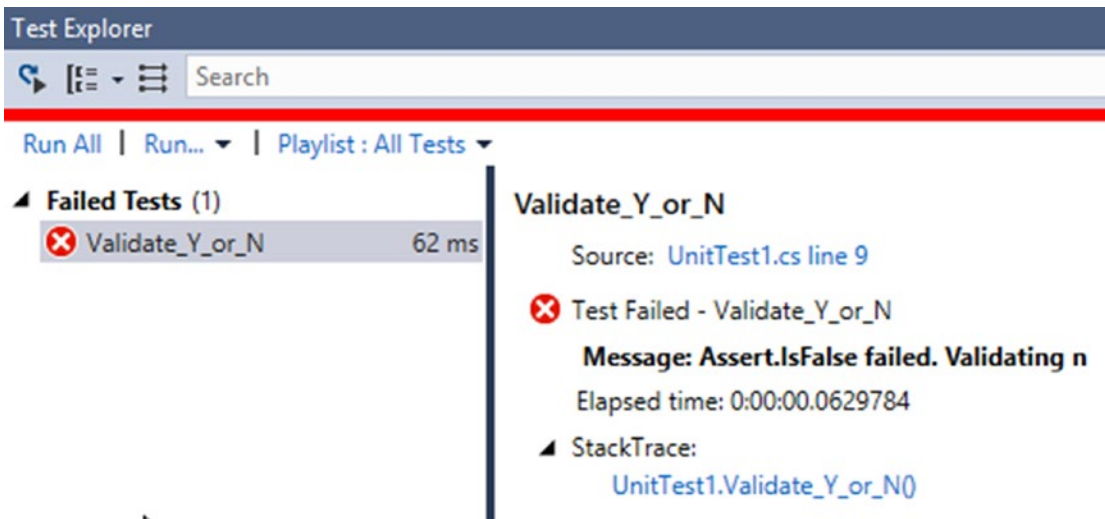 Test Explorer
Search
Run All | Run... | Playlist : All Tests
Failed Tests (1)
Validate_Y_or_N 62 ms
Validate_Y_or_N
Source: UnitTest1.cs line 9
Test Failed - Validate_Y_or_N
Message: Assert.IsFalse failed. Validating n
Elapsed time: 0:00:00.0629784
StackTrace:
UnitTest1.Validate_Y_or_N()